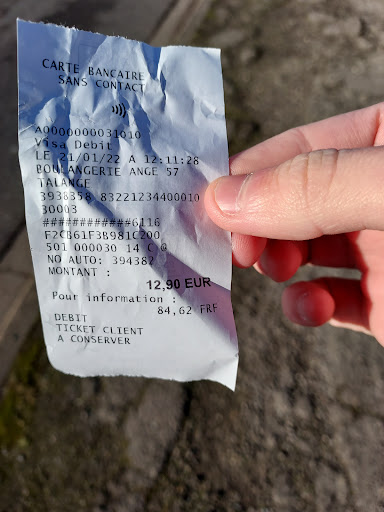 CARTE BANCAIRE
SANS CONTACT
A0000000031010
Visa Debit
LE 21/01/22 A 12:11:28
BOULANGERIE ANGE 57
TALANGE
3938358 83221234400010
30003
############6116
F2CB61F3B981C200
501 000030 14 C @
NO AUTO: 394382
MONTANT :
12,90 EUR
Pour information :
84,62 FRF
DEBIT
TICKET CLIENT
A CONSERVER